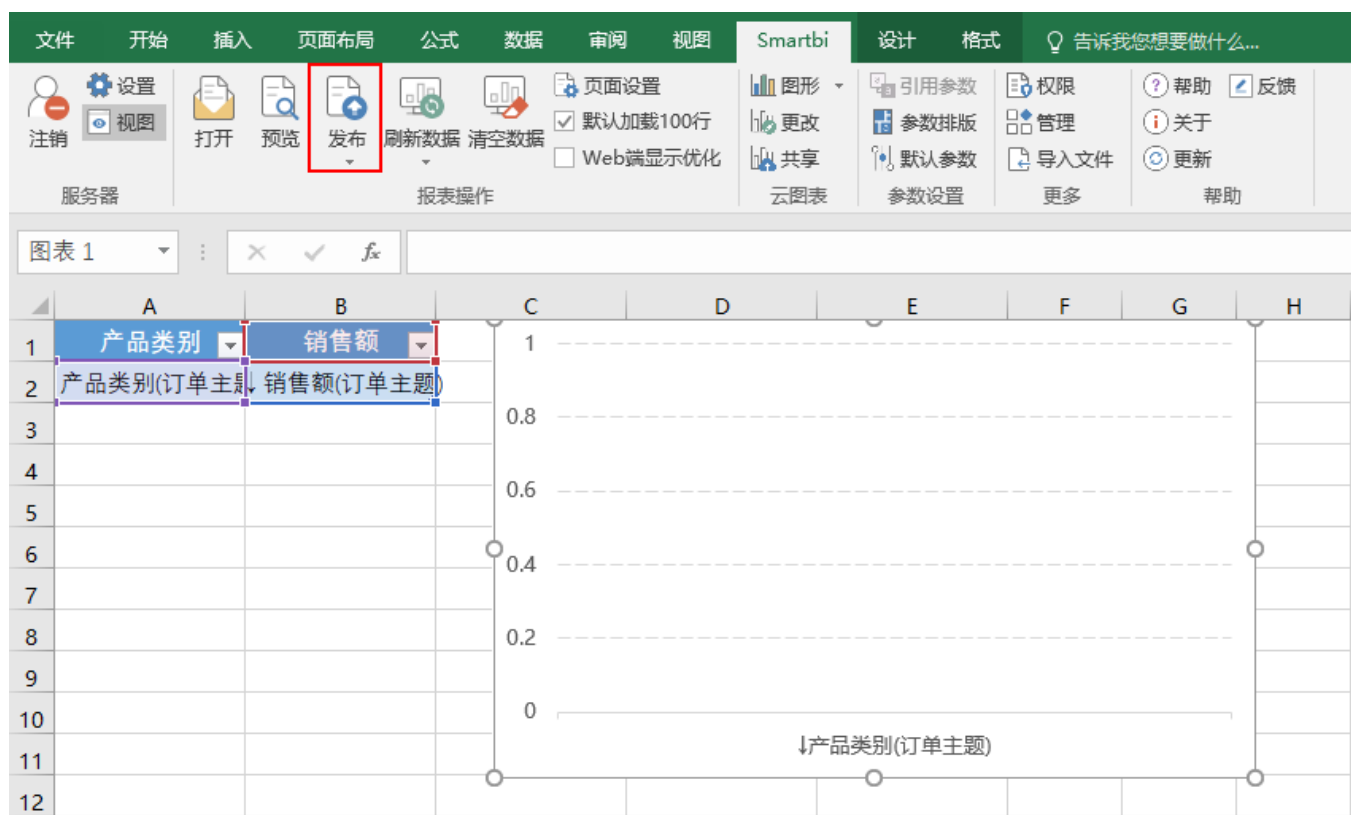 文件 开始 插入 页面布局 公式 数据 审阅 视图 Smartbi 设计 格式 告诉我您想要做什么...
设置 页面设置 图形 引用参数 权限 帮助 反馈
视图 默认加载100行 更改 参数排版 管理 关于
注销 打开 预览 发布 刷新数据 清空数据 Web端显示优化 共享 默认参数 导入文件 更新
服务器 报表操作 云图表 参数设置 更多 帮助
图表 1 fx
A B C D E F G H
1 产品类别 销售额 1
2 产品类别(订单主题 ↓销售额(订单主题)
0.8
3
4
0.6
5
6
0.4
7
8 0.2
9
10 0
↓产品类别(订单主题)
11
12